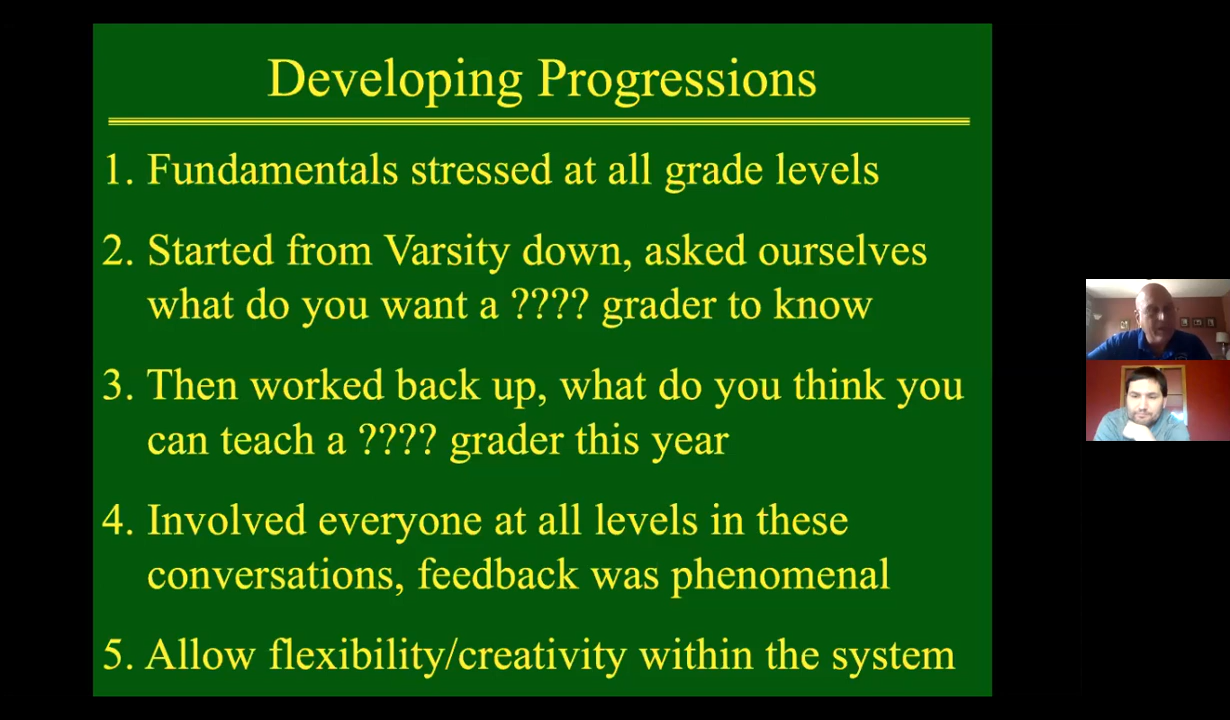 Developing Progressions
1. Fundamentals stressed at all grade levels
2. Started from Varsity down, asked ourselves
what do you want a ???? grader to know
3. Then worked back up, what do you think you
can teach a ???? grader this year
4. Involved everyone at all levels in these
conversations, feedback was phenomenal
5. Allow flexibility/creativity within the system